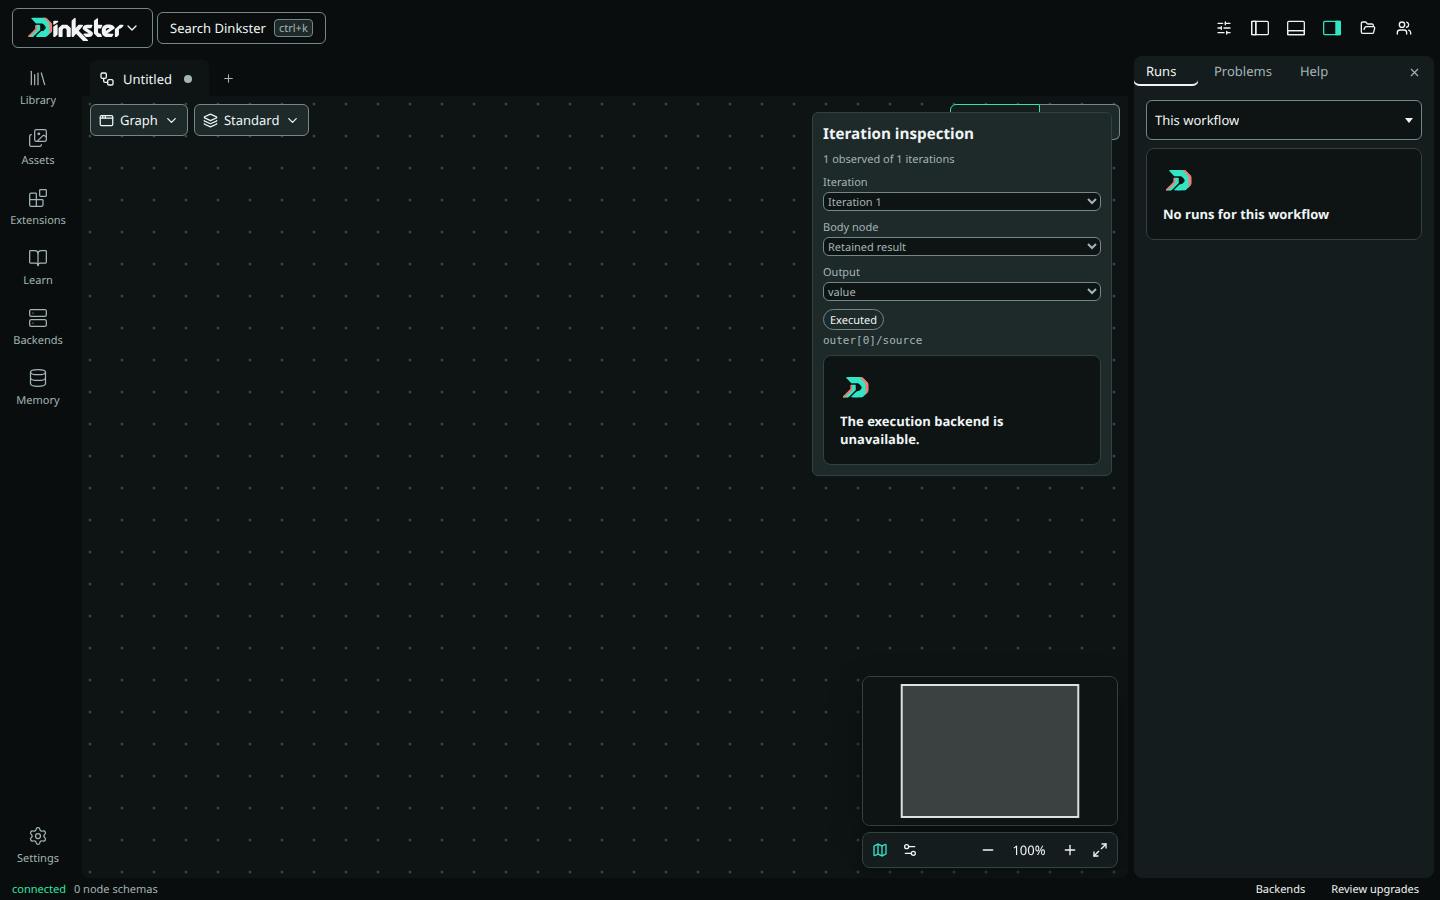 Dinkster
Search Dinkster ctrl+k
Library
Assets
Extensions
Learn
Backends
Memory
Settings
Untitled
Graph
Standard
Iteration inspection
1 observed of 1 iterations
Iteration
Iteration 1
Body node
Retained result
Output
value
Executed
outer[0]/source
The execution backend is
unavailable.
100%
Runs Problems Help
This workflow
No runs for this workflow
connected 0 node schemas
Backends Review upgrades